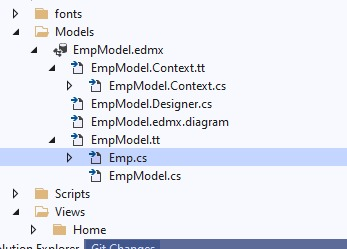 fonts
Models
EmpModel.edmx
EmpModel.Context.tt
EmpModel.Context.cs
EmpModel.Designer.cs
EmpModel.edmx.diagram
EmpModel.tt
Emp.cs
EmpModel.cs
Scripts
Views
Home
Explorer Git Changes